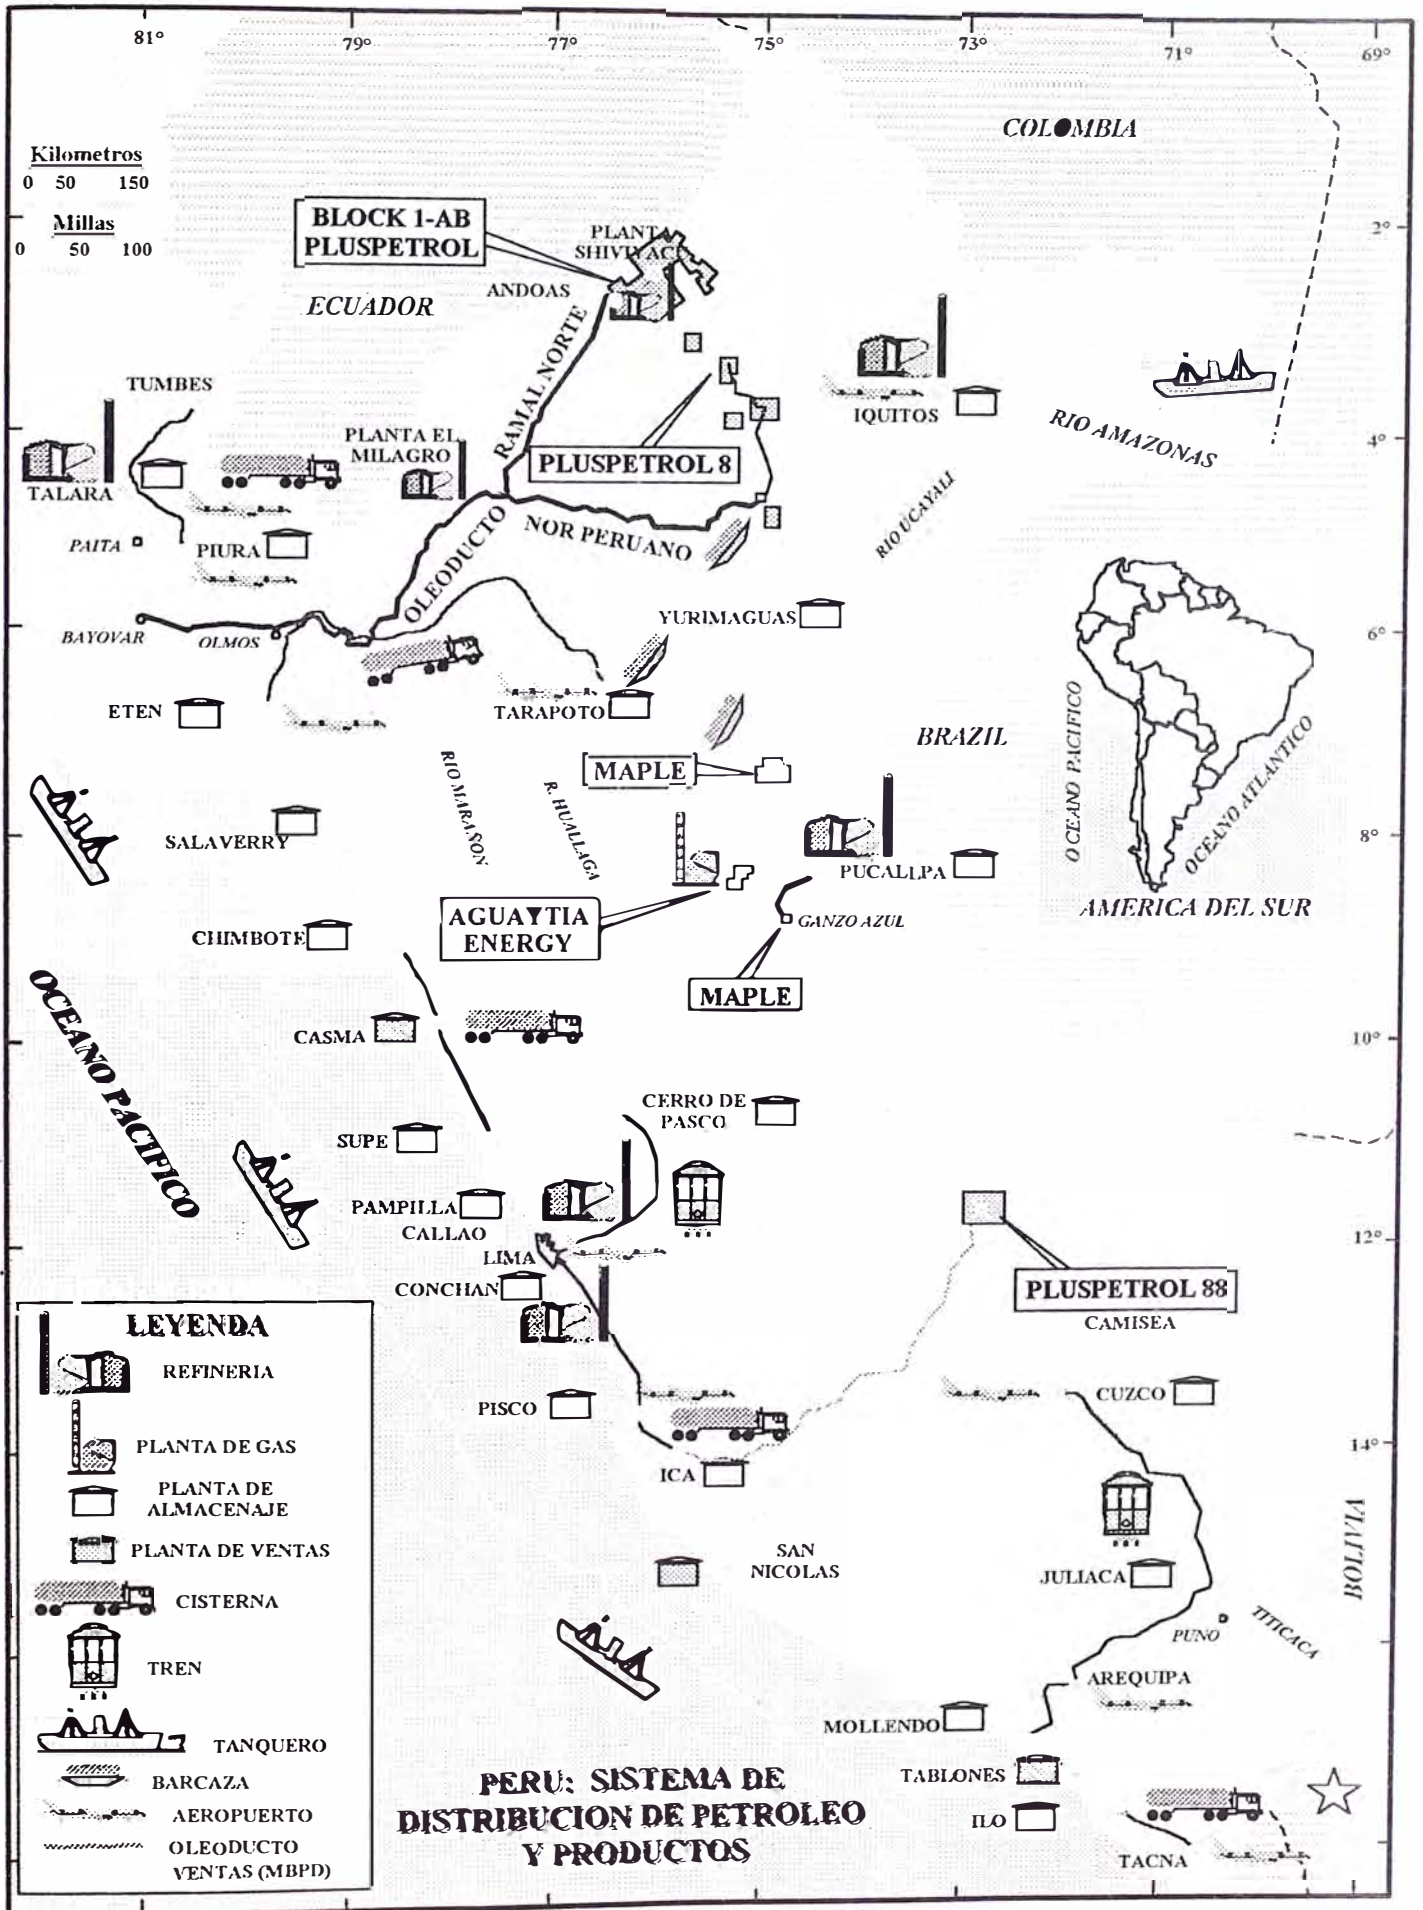 81°
79°
77°
75°
73°
71°
69°
COLOMBIA
Kilometros
0 50 150
Millas
0 50 100
BLOCK 1-AB
PLUSPETROL
PLANTA
SHIVIYACU
2°
ANDOAS
ECUADOR
RAMAL NORTE
TUMBES
IQUITOS
RIO AMAZONAS
4°
PLANTA EL
MILAGRO
PLUSPETROL 8
TALARA
RIO UCAYALI
PAITA
PIURA
OLEODUCTO
NOR PERUANO
YURIMAGUAS
BAYOVAR
OLMOS
6°
ETEN
TARAPOTO
BRAZIL
OCEANO PACIFICO
OCEANO ATLANTICO
MAPLE
RIO MARAÑON
R. HUALLAGA
SALAVERRY
8°
PUCALLPA
AMERICA DEL SUR
AGUAYTIA
ENERGY
GANZO AZUL
CHIMBOTE
MAPLE
OCEANO PACIFICO
CASMA
10°
CERRO DE
PASCO
SUPE
PAMPILLA
CALLAO
LIMA
12°
CONCHAN
PLUSPETROL 88
CAMISEA
LEYENDA
REFINERIA
PLANTA DE GAS
PLANTA DE
ALMACENAJE
PLANTA DE VENTAS
CISTERNA
TREN
TANQUERO
BARCAZA
AEROPUERTO
OLEODUCTO
VENTAS (MBPD)
PISCO
CUZCO
14°
ICA
SAN
NICOLAS
JULIACA
BOLIVIA
PUNO
TITICACA
AREQUIPA
MOLLENDO
TABLONES
ILO
TACNA
PERU: SISTEMA DE
DISTRIBUCION DE PETROLEO
Y PRODUCTOS